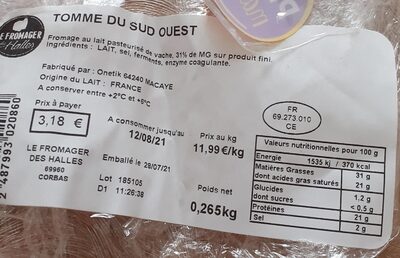 TOMME DU SUD OUEST
LE FROMAGER
des Halles
Fromage au lait pasteurisé de vache, 31% de MG sur produit fini
Ingrédients : LAIT, sel, ferments, enzyme coagulante.
Fabriqué par : Onetik 64240 MACAYE
Origine du Lait : FRANCE
A conserver entre +2°C et +8°C
Prix à payer
3,18 €
A consommer jusqu'au
12/08/21
Prix au kg
11,99 €/kg
FR
69.273.010
CE
LE FROMAGER
DES HALLES
69960
CORBAS
Emballé le 28/07/21
Lot 185105
D1 11:26:38
Poids net
0,265kg
Valeurs nutritionnelles pour 100 g
Energie 1535 kj / 370 kcal
Matières Grasses 31 g
dont acides gras saturés 21 g
Glucides 1.2 g
dont sucres < 0.5 g
Protéines 21 g
Sel 2 g
2 487993 020860